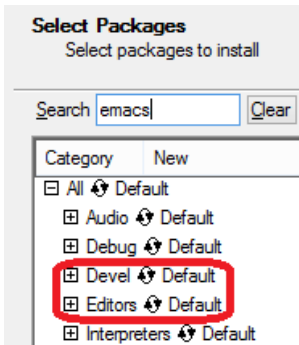 Select Packages
Select packages to install
Search emacs Clear
Category New
All Default
Audio Default
Debug Default
Devel Default
Editors Default
Interpreters Default